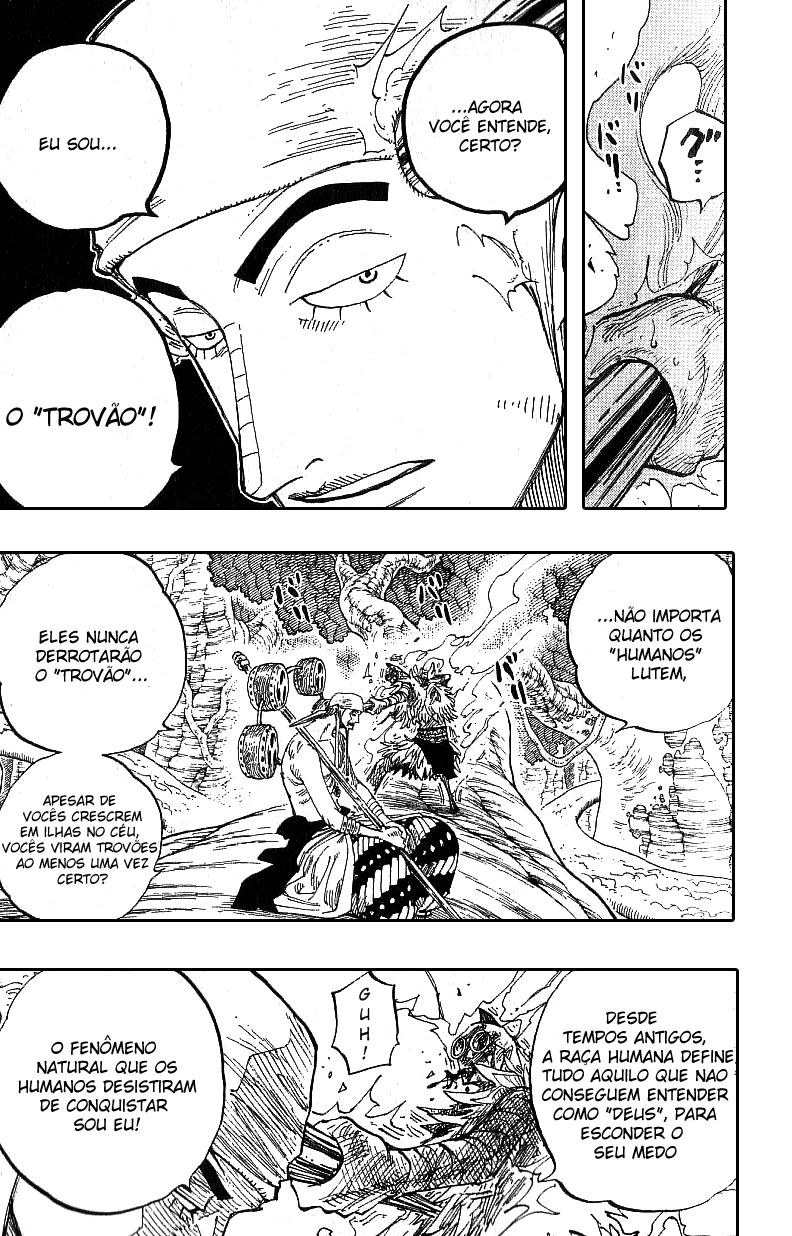 グ…
…AGORA
VOCÊ ENTENDE,
CERTO?
EU SOU...
O "TROVÃO"!
...NÃO IMPORTA
QUANTO OS
"HUMANOS"
LUTEM,
ELES NUNCA
DERROTARÃO
O "TROVÃO"...
APESAR DE
VOCÊS CRESCREM
EM ILHAS NO CÉU,
VOCÊS VIRAM TROVÕES
AO MENOS UMA VEZ
CERTO?
DESDE
TEMPOS ANTIGOS,
A RAÇA HUMANA DEFINE
TUDO AQUILO QUE NAO
CONSEGUEM ENTENDER
COMO "DEUS", PARA
ESCONDER O
SEU MEDO
GUH!
O FENÔMENO
NATURAL QUE OS
HUMANOS DESISTIRAM
DE CONQUISTAR
SOU EU!